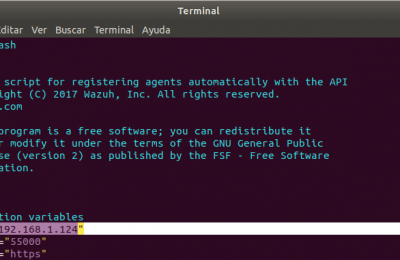 Terminal
ditar Ver Buscar Terminal Ayuda
ash
script for registering agents automatically with the API
ight (C) 2017 Wazuh, Inc. All rights reserved.
.com
program is a free software; you can redistribute it
r modify it under the terms of the GNU General Public
se (version 2) as published by the FSF - Free Software
ation.
tion variables
192.168.1.124"
="55000"
="https"